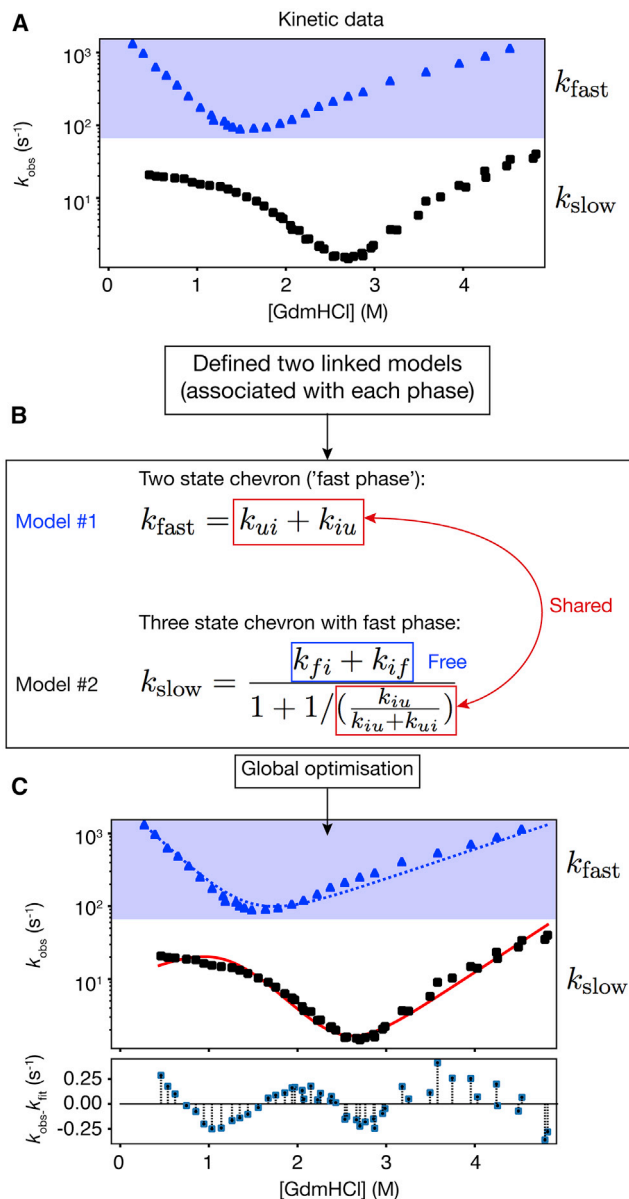 A
Kinetic data
10³
10²
10¹
k_obs (s⁻¹)
k_fast
k_slow
0 1 2 3 4
[GdmHCl] (M)
Defined two linked models
(associated with each phase)
B
Two state chevron ('fast phase'):
Model #1
k_fast = k_ui + k_iu
Shared
Three state chevron with fast phase:
Model #2
k_slow = (k_fi + k_if) / (1 + 1/(k_iu / (k_iu + k_ui)))
Free
Global optimisation
C
10³
10²
10¹
k_obs (s⁻¹)
k_fast
k_slow
0.25
0.00
-0.25
k_obs-k_fit (s⁻¹)
0 1 2 3 4
[GdmHCl] (M)